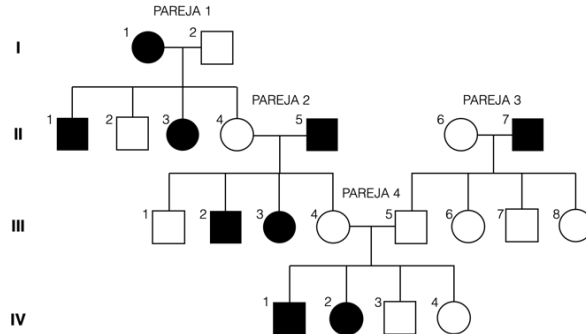 PAREJA 1
I
1 2
PAREJA 2 PAREJA 3
II
1 2 3 4 5 6 7
PAREJA 4
III
1 2 3 4 5 6 7 8
IV
1 2 3 4